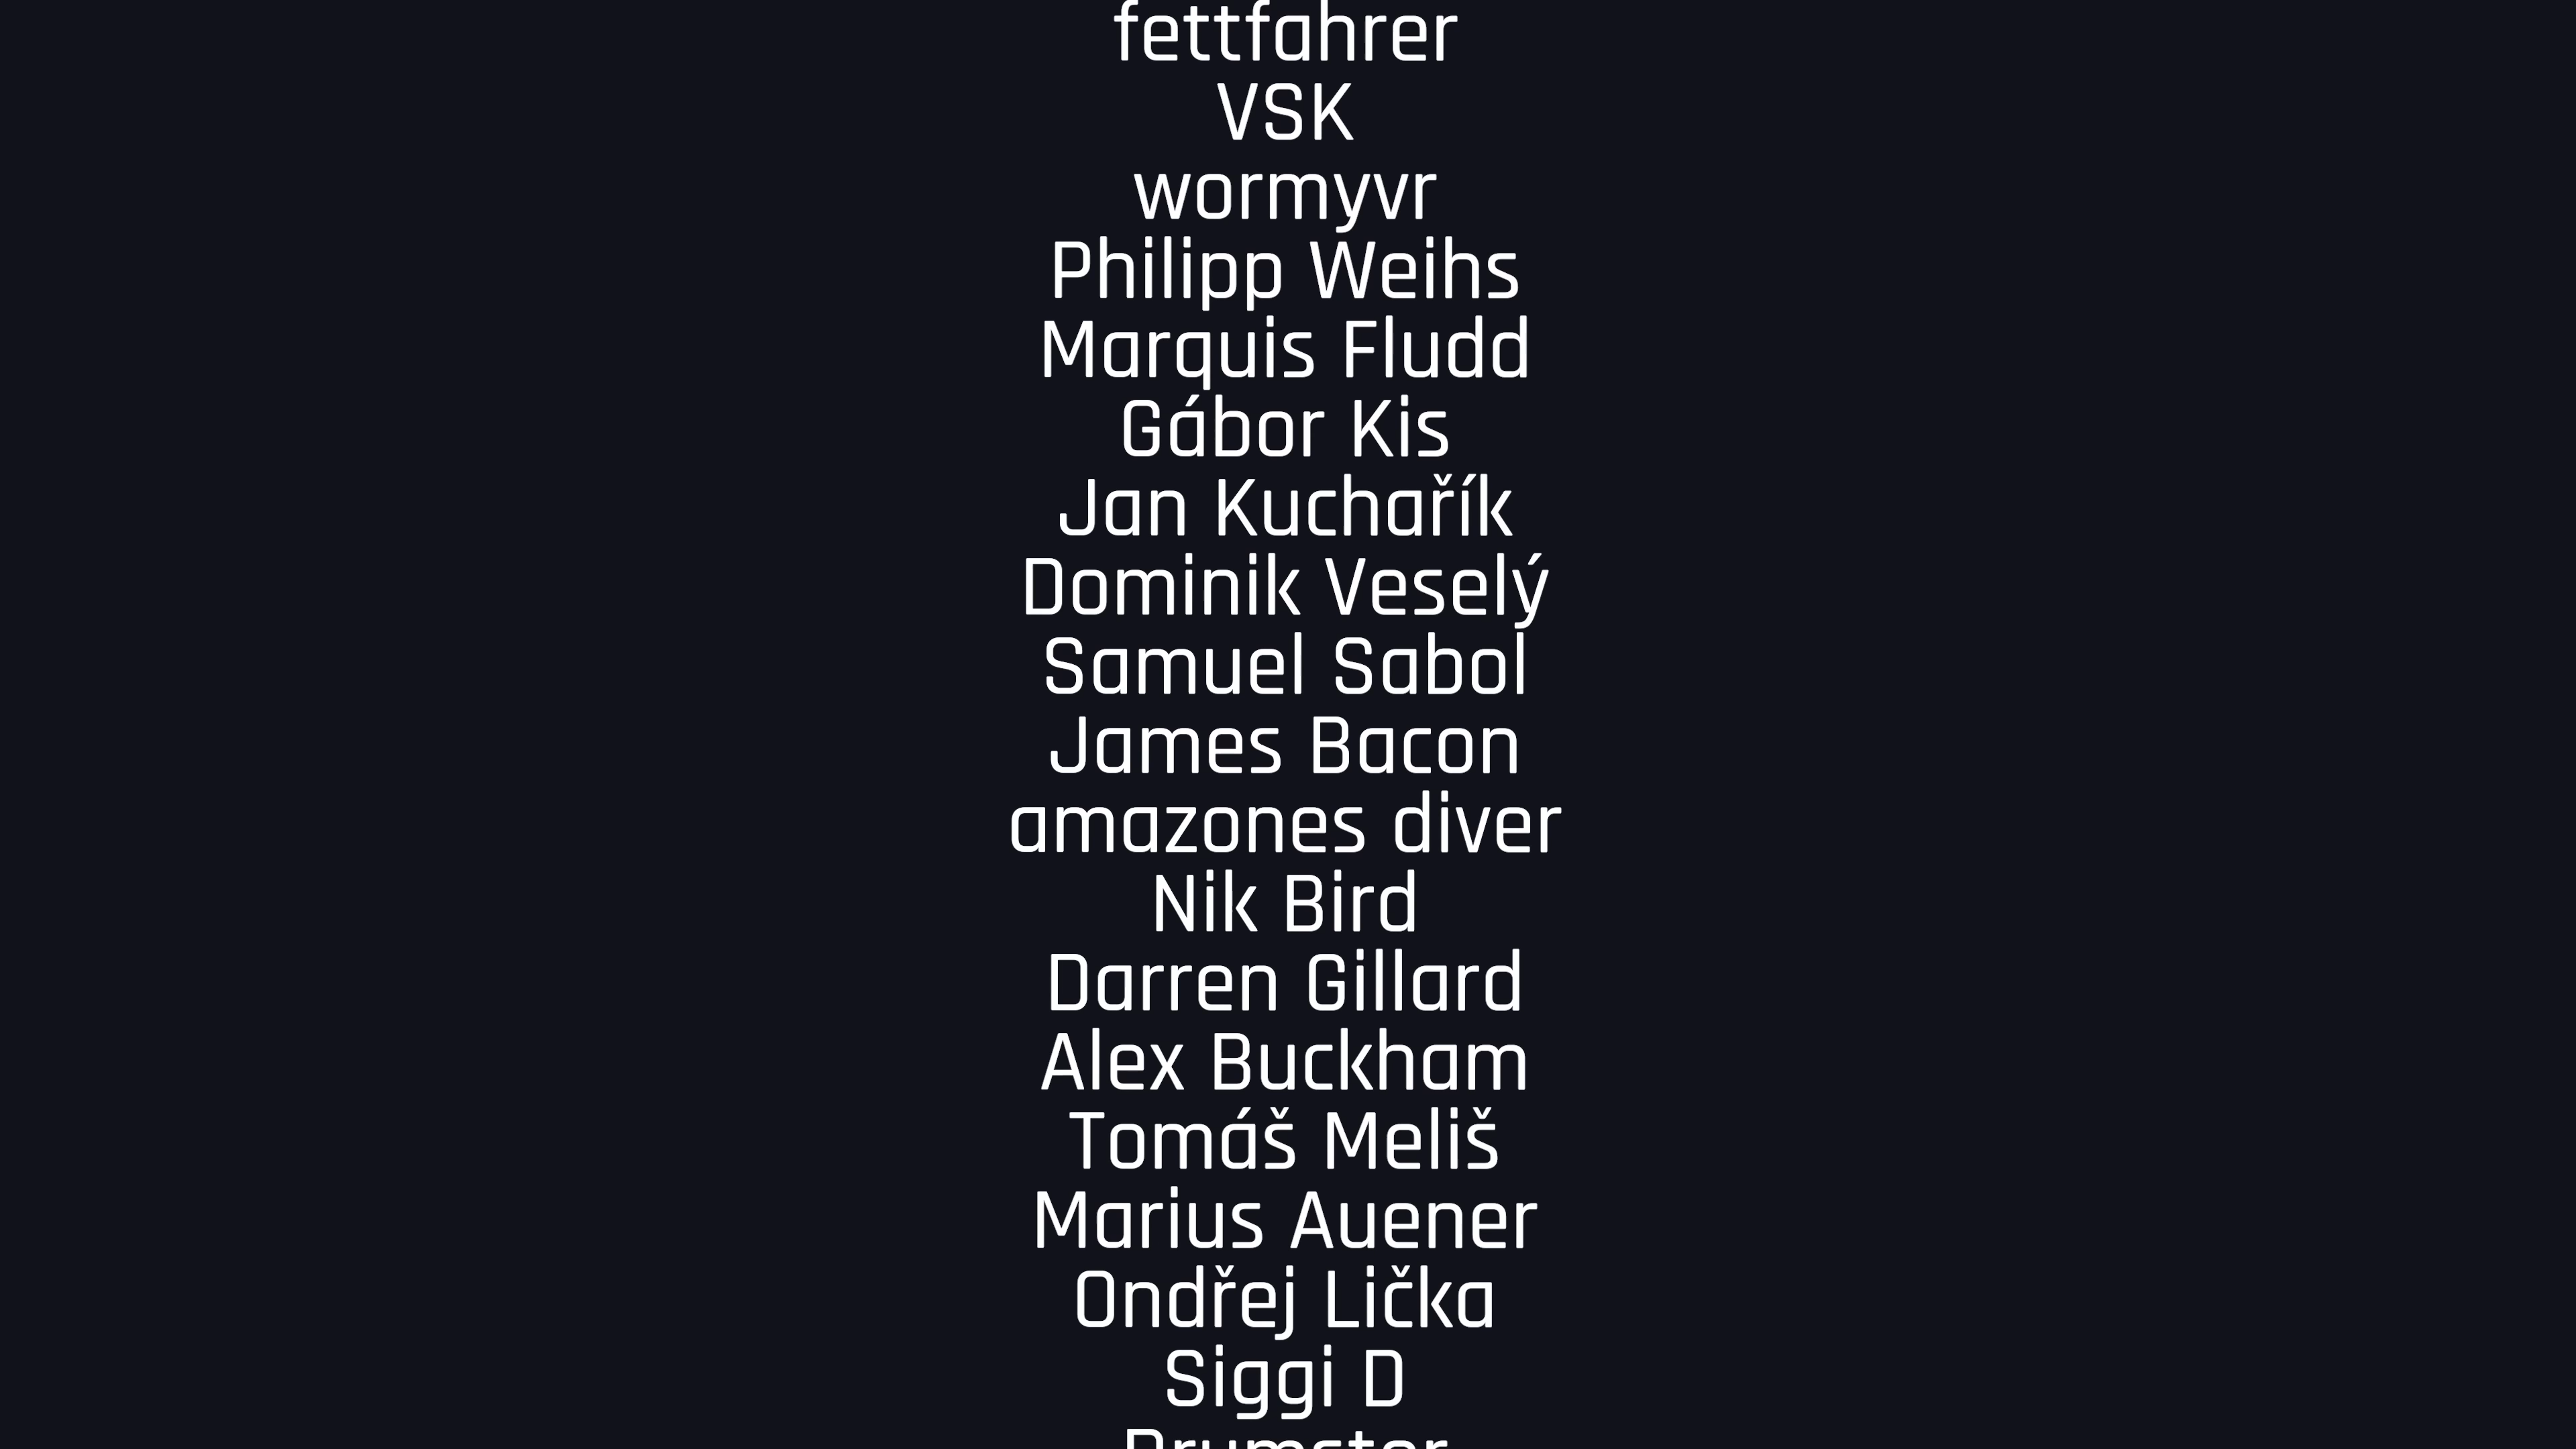 fettfahrer
VSK
wormyvr
Philipp Weihs
Marquis Fludd
Gábor Kis
Jan Kuchařík
Dominik Veselý
Samuel Sabol
James Bacon
amazones diver
Nik Bird
Darren Gillard
Alex Buckham
Tomáš Meliš
Marius Auener
Ondřej Lička
Siggi D